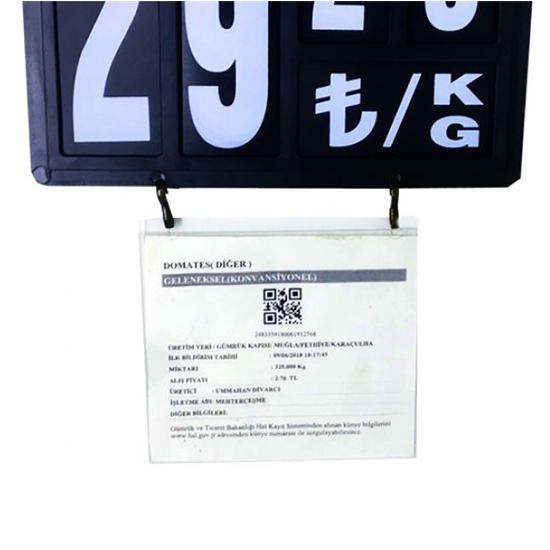 29
₺/KG
DOMATES( DİĞER )
GELENEKSEL(KONVANSİYONEL)
ÜRETİM YERİ / GÜMRÜK KAPISI: MUĞLA/FETHİYE/KARAÇULHA
İLK BİLDİRİM TARİHİ : 09/06/2018 18:17:45
MİKTARI : 325,000 Kg
ALIŞ FİYATI : 2.70 TL
ÜRETİCİ : UMMAHAN DİVARCI
İŞLETME ADI: MEHTERÇEŞME
DİĞER BİLGİLERİ:
Gümrük ve Ticaret Bakanlığı Hal Kayıt Sisteminden alınan künye bilgilerini
www.hal.gov.tr adresinden künye numarası ile sorgulayabilirsiniz.